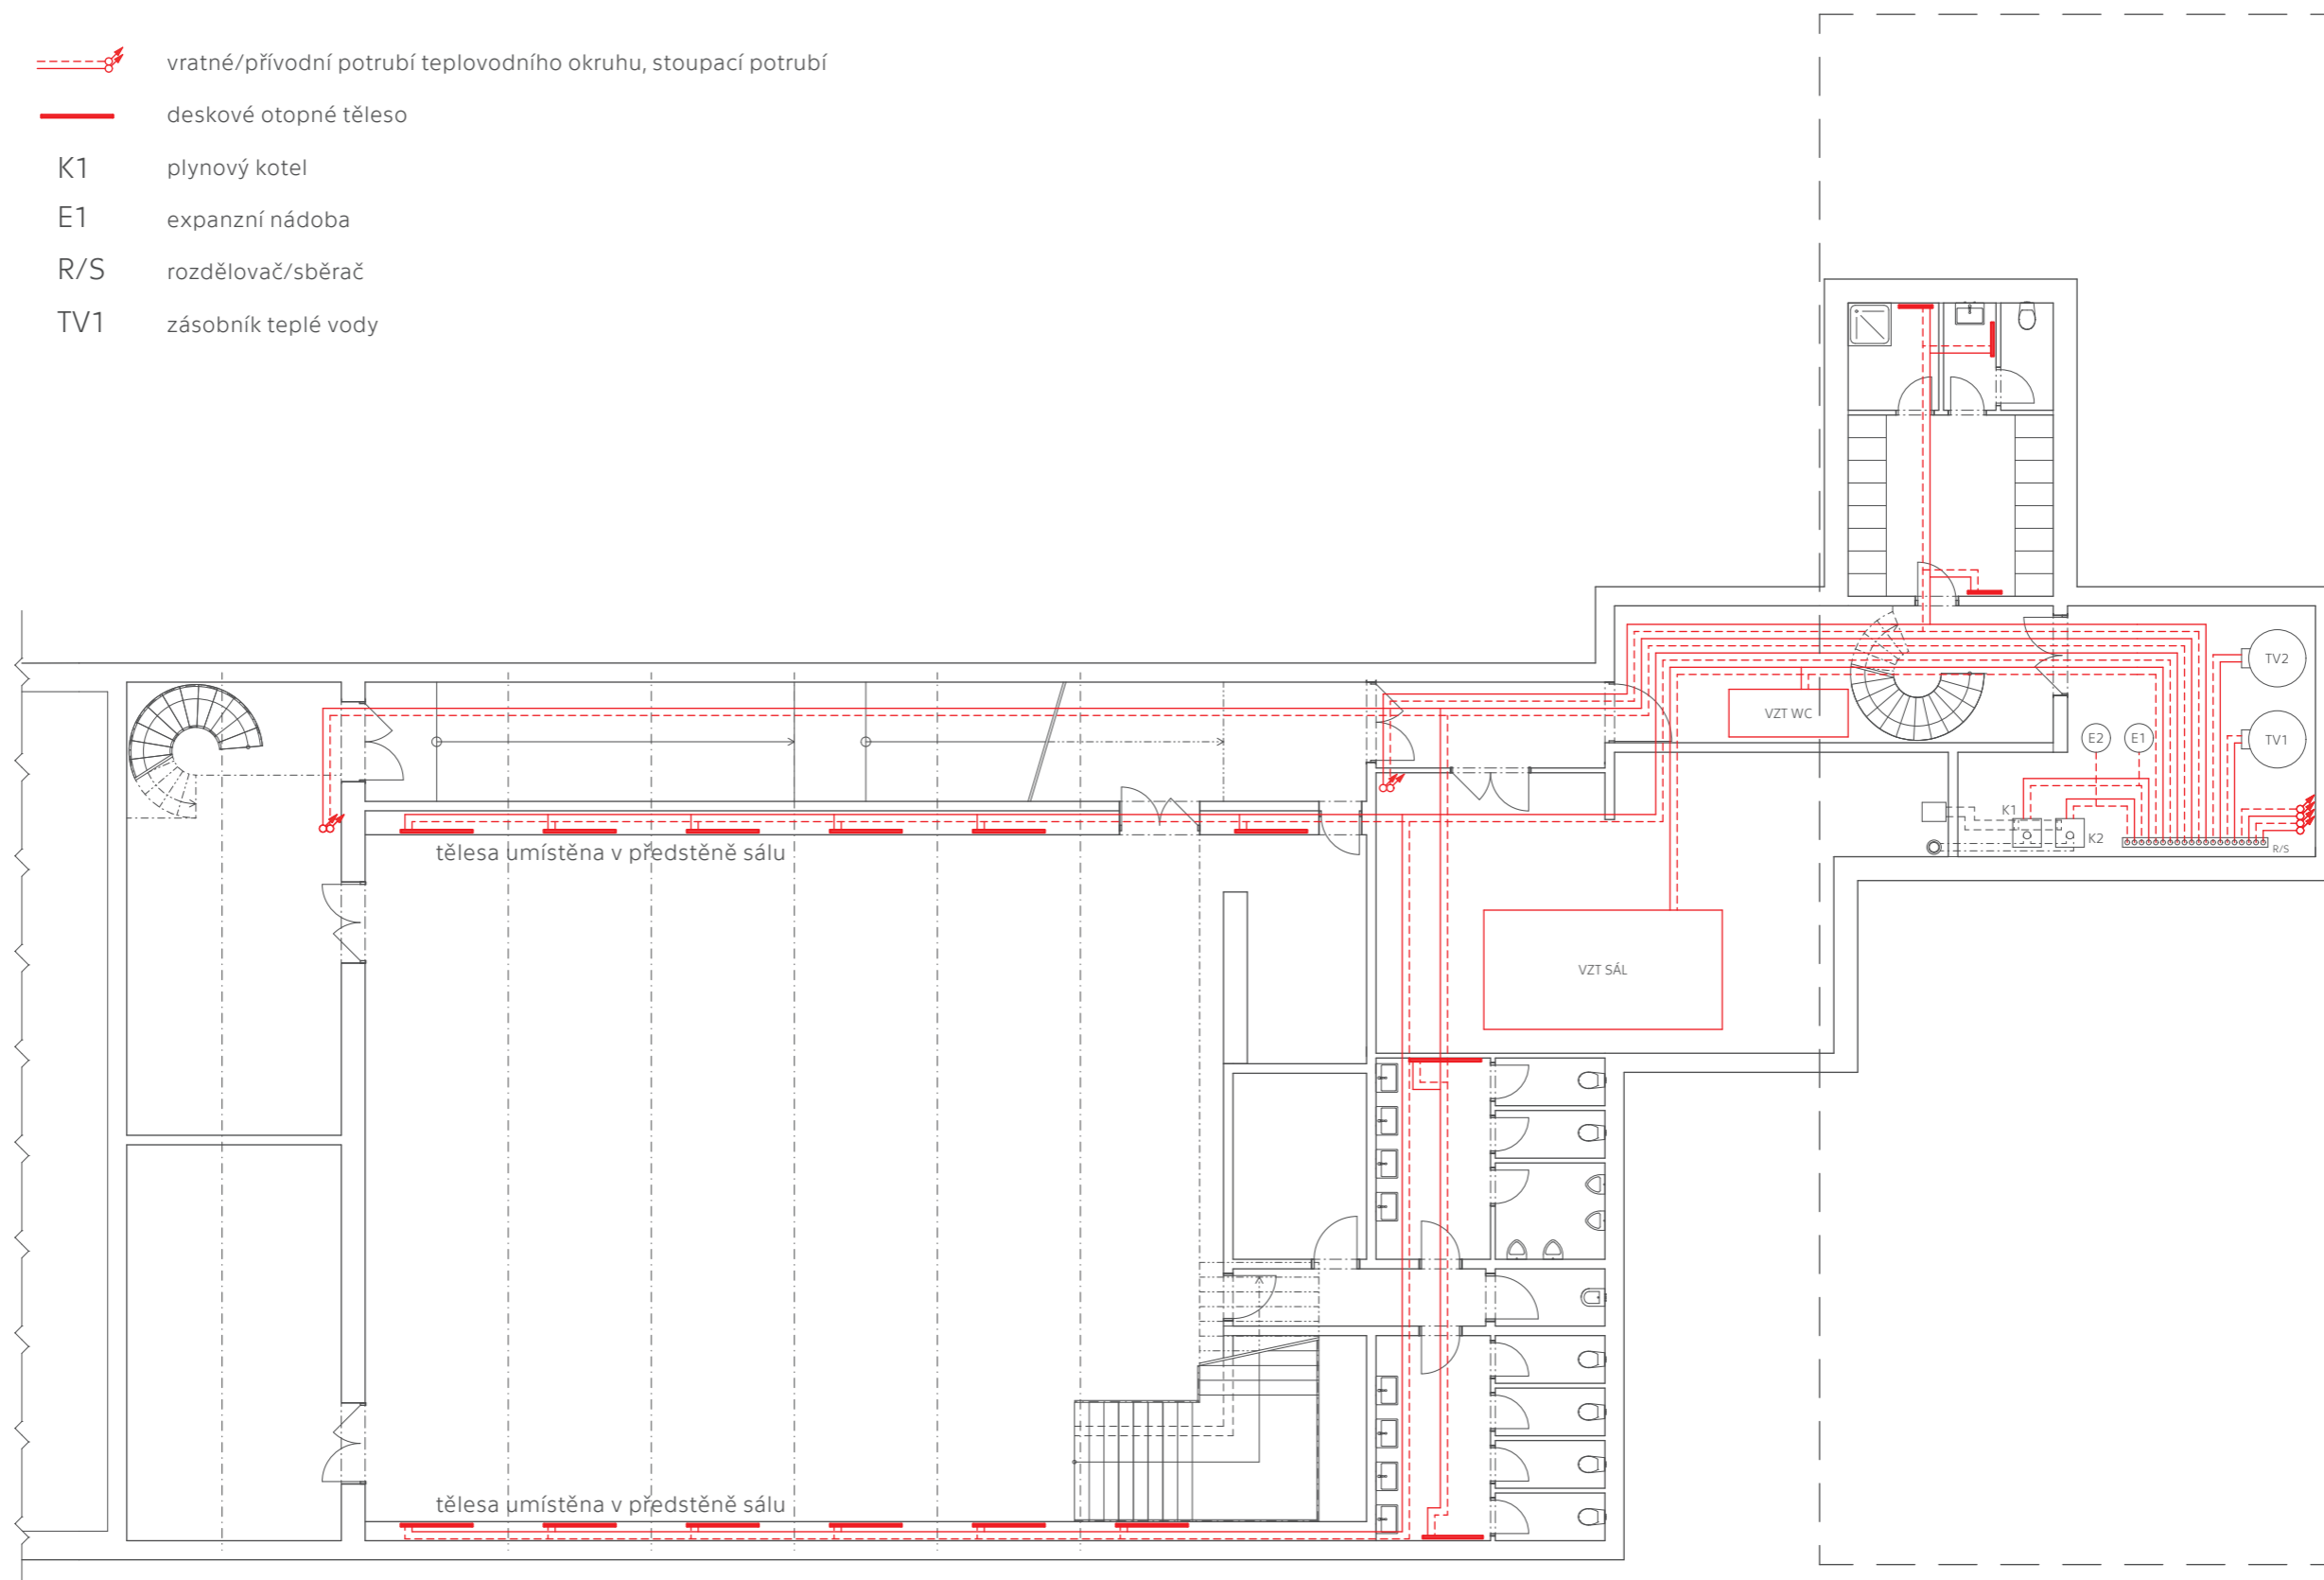 vratné/přívodní potrubí teplovodního okruhu, stoupací potrubí
deskové otopné těleso
K1 plynový kotel
E1 expanzní nádoba
R/S rozdělovač/sběrač
TV1 zásobník teplé vody
TV2
VZT WC
E2 E1 TV1
K1
K2
R/S
tělesa umístěna v předstěně sálu
VZT SÁL
tělesa umístěna v předstěně sálu